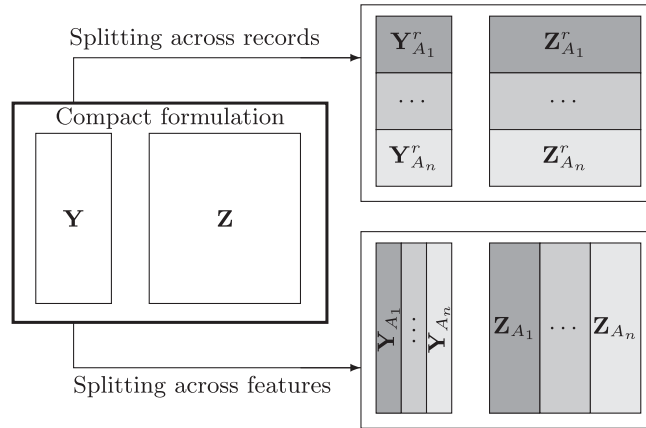 Splitting across records
Compact formulation
Y Z
Y^r_{A_1} Z^r_{A_1}
... ...
Y^r_{A_n} Z^r_{A_n}
Y_{A_1} ... Y_{A_n} Z_{A_1} ... Z_{A_n}
Splitting across features